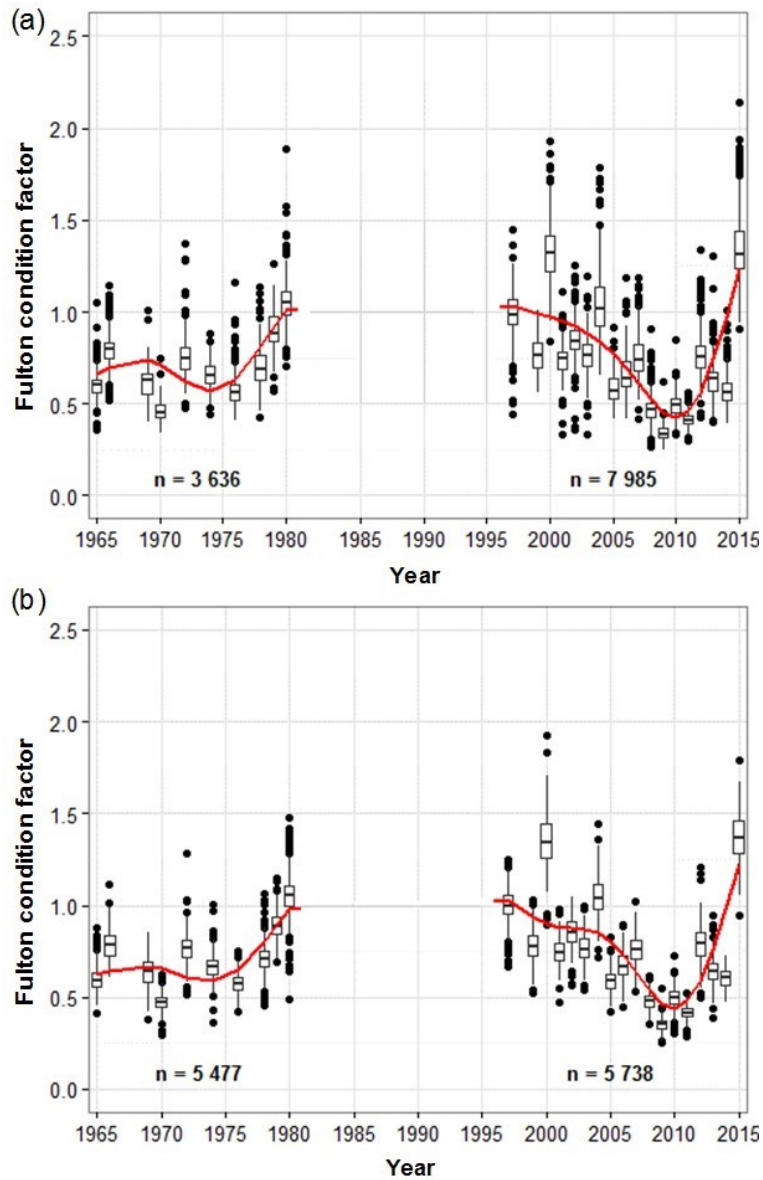 (a)
Fulton condition factor
2.5
2.0
1.5
1.0
0.5
0.0
n = 3 636
n = 7 985
1965 1970 1975 1980 1985 1990 1995 2000 2005 2010 2015
Year
(b)
Fulton condition factor
2.5
2.0
1.5
1.0
0.5
0.0
n = 5 477
n = 5 738
1965 1970 1975 1980 1985 1990 1995 2000 2005 2010 2015
Year